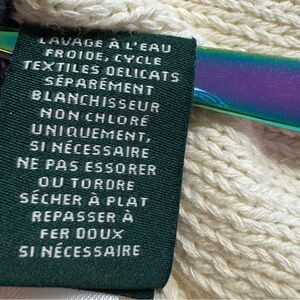 LAVAGE À L'EAU
FROIDE, CYCLE
TEXTILES DELICATS
SÉPARÉMENT
BLANCHISSEUR
NON CHLORÉ
UNIQUEMENT,
SI NÉCESSAIRE
NE PAS ESSORER
OU TORDRE
SÉCHER À PLAT
REPASSER À
FER DOUX
SI NÉCESSAIRE